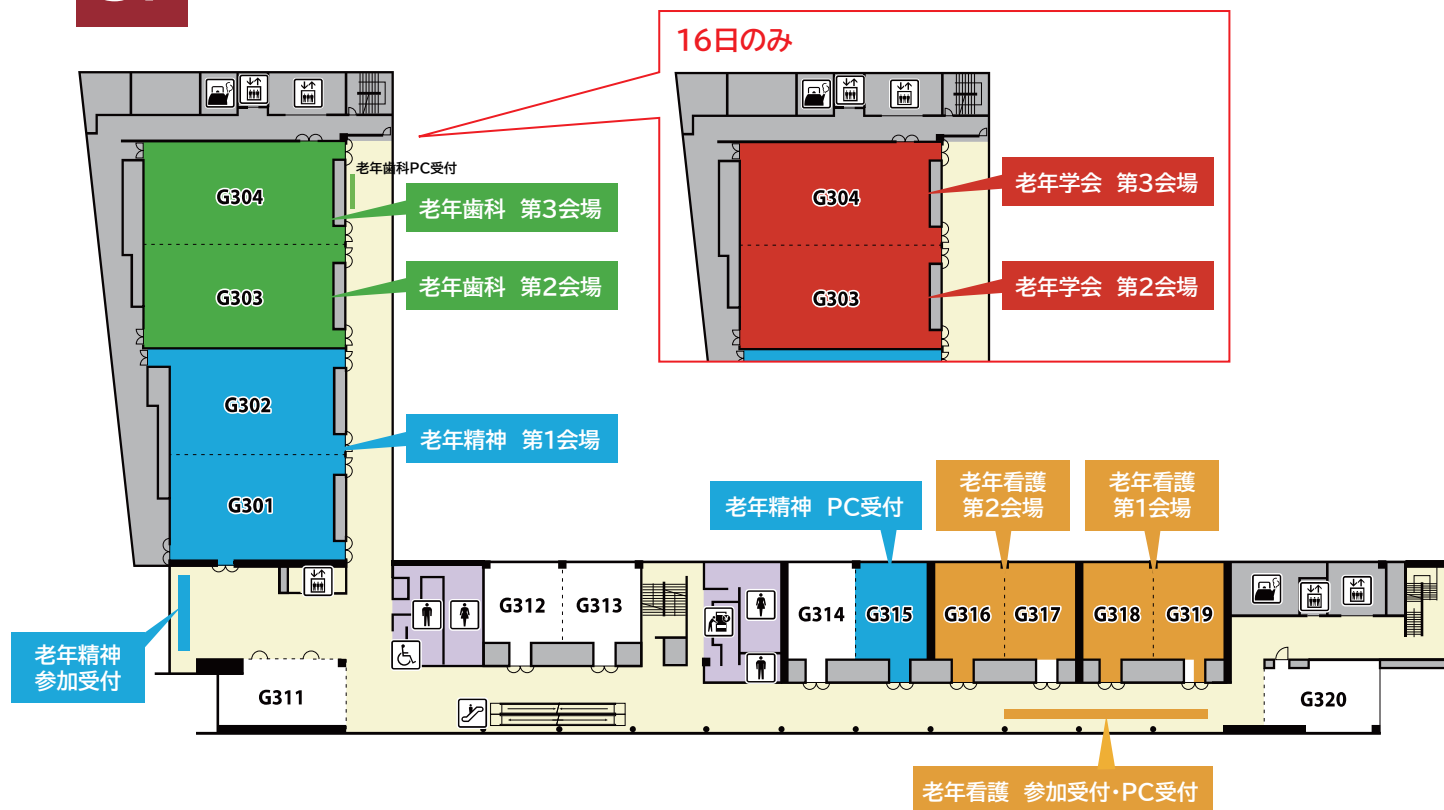 16日のみ
老年歯科PC受付
G304
老年歯科 第3会場
G303
老年歯科 第2会場
G304
老年学会 第3会場
G303
老年学会 第2会場
G302
老年精神 第1会場
G301
老年精神 PC受付
老年看護
第2会場
老年看護
第1会場
G312
G313
G314
G315
G316
G317
G318
G319
老年精神
参加受付
G311
G320
老年看護 参加受付・PC受付